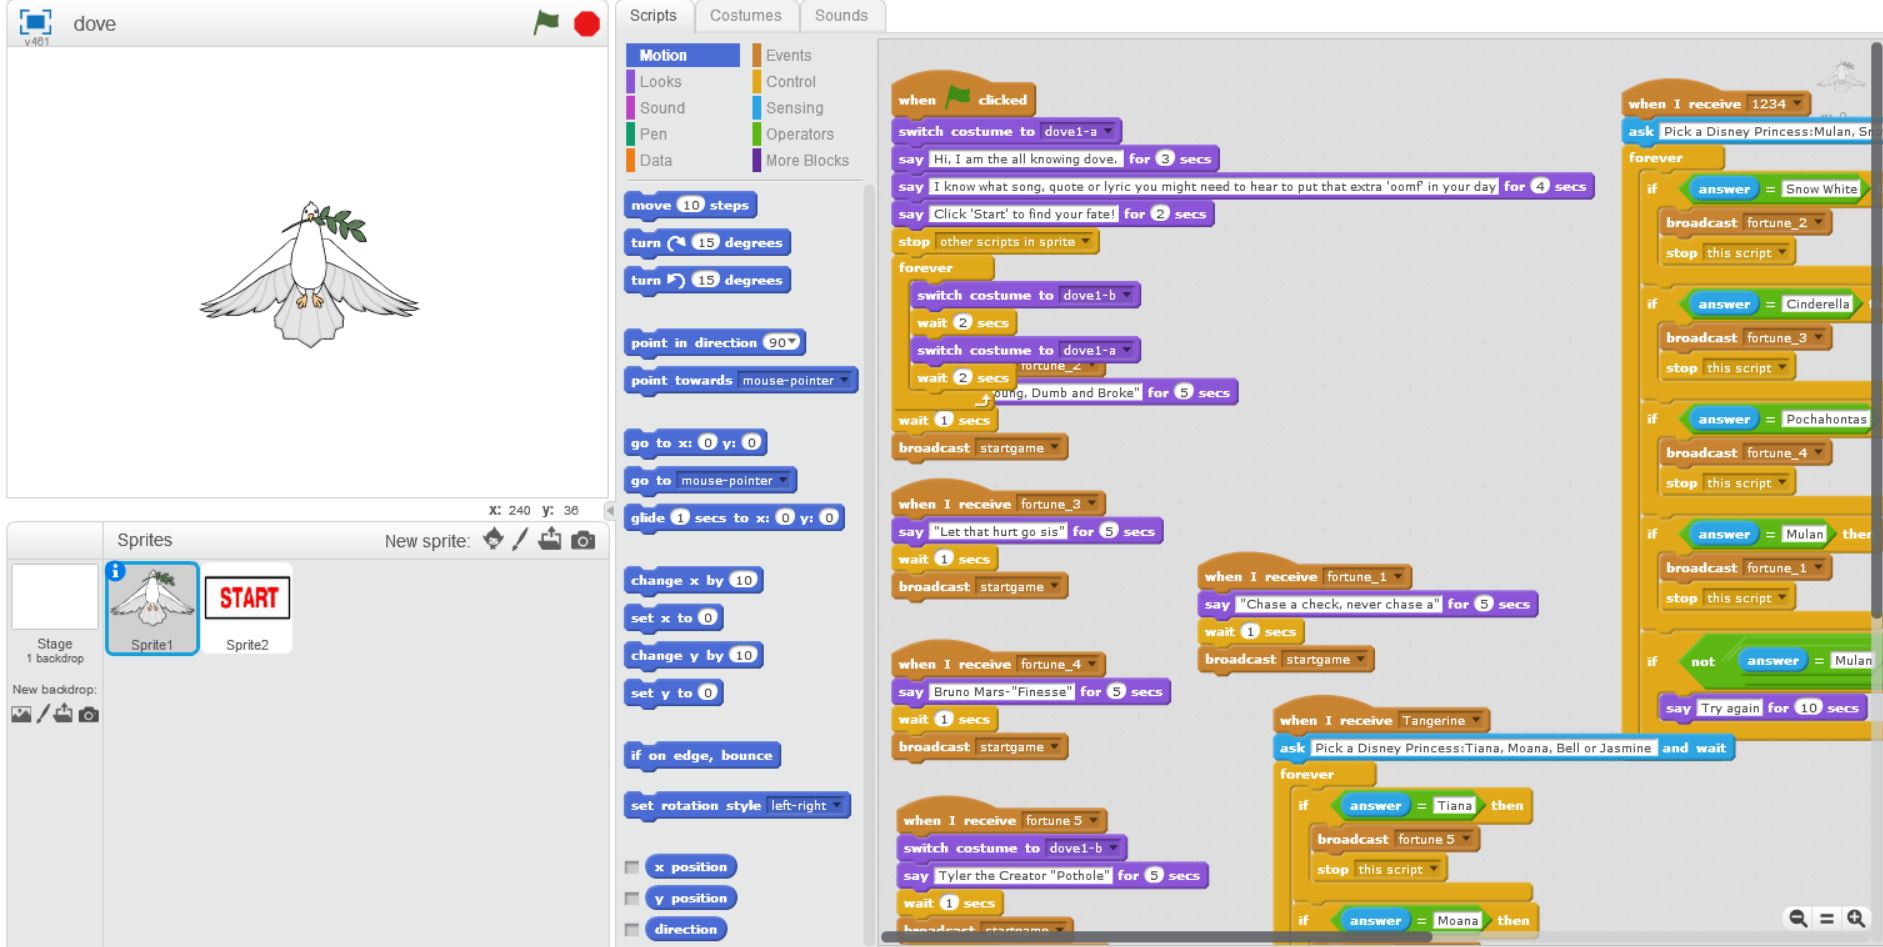 dove
v461
Scripts
Costumes
Sounds
Motion
Looks
Sound
Pen
Data
Events
Control
Sensing
Operators
More Blocks
move 10 steps
turn 15 degrees
turn 15 degrees
point in direction 90
point towards mouse-pointer
go to x: 0 y: 0
go to mouse-pointer
glide 1 secs to x: 0 y: 0
change x by 10
set x to 0
change y by 10
set y to 0
if on edge, bounce
set rotation style left-right
x position
y position
direction
x: 240 y: 36
Sprites
New sprite:
Stage
1 backdrop
New backdrop:
START
Sprite1
Sprite2
when clicked
switch costume to dove1-a
say Hi, I am the all knowing dove. for 3 secs
say I know what song, quote or lyric you might need to hear to put that extra 'oomf' in your day for 4 secs
say Click 'Start' to find your fate! for 2 secs
stop other scripts in sprite
forever
switch costume to dove1-b
wait 2 secs
switch costume to dove1-a
wait 2 secs
fortune_2
oung, Dumb and Broke" for 5 secs
wait 1 secs
broadcast startgame
when I receive fortune_3
say "Let that hurt go sis" for 5 secs
wait 1 secs
broadcast startgame
when I receive fortune_4
say Bruno Mars-"Finesse" for 5 secs
wait 1 secs
broadcast startgame
when I receive fortune 5
switch costume to dove1-b
say Tyler the Creator "Pothole" for 5 secs
wait 1 secs
broadcast startgame
when I receive fortune_1
say "Chase a check, never chase a" for 5 secs
wait 1 secs
broadcast startgame
when I receive Tangerine
ask Pick a Disney Princess:Tiana, Moana, Bell or Jasmine and wait
forever
if answer = Tiana then
broadcast fortune 5
stop this script
if answer = Moana then
when I receive 1234
ask Pick a Disney Princess:Mulan, Sn
forever
if answer = Snow White
broadcast fortune_2
stop this script
if answer = Cinderella
broadcast fortune_3
stop this script
if answer = Pochahontas
broadcast fortune_4
stop this script
if answer = Mulan then
broadcast fortune_1
stop this script
if not answer = Mulan
say Try again for 10 secs